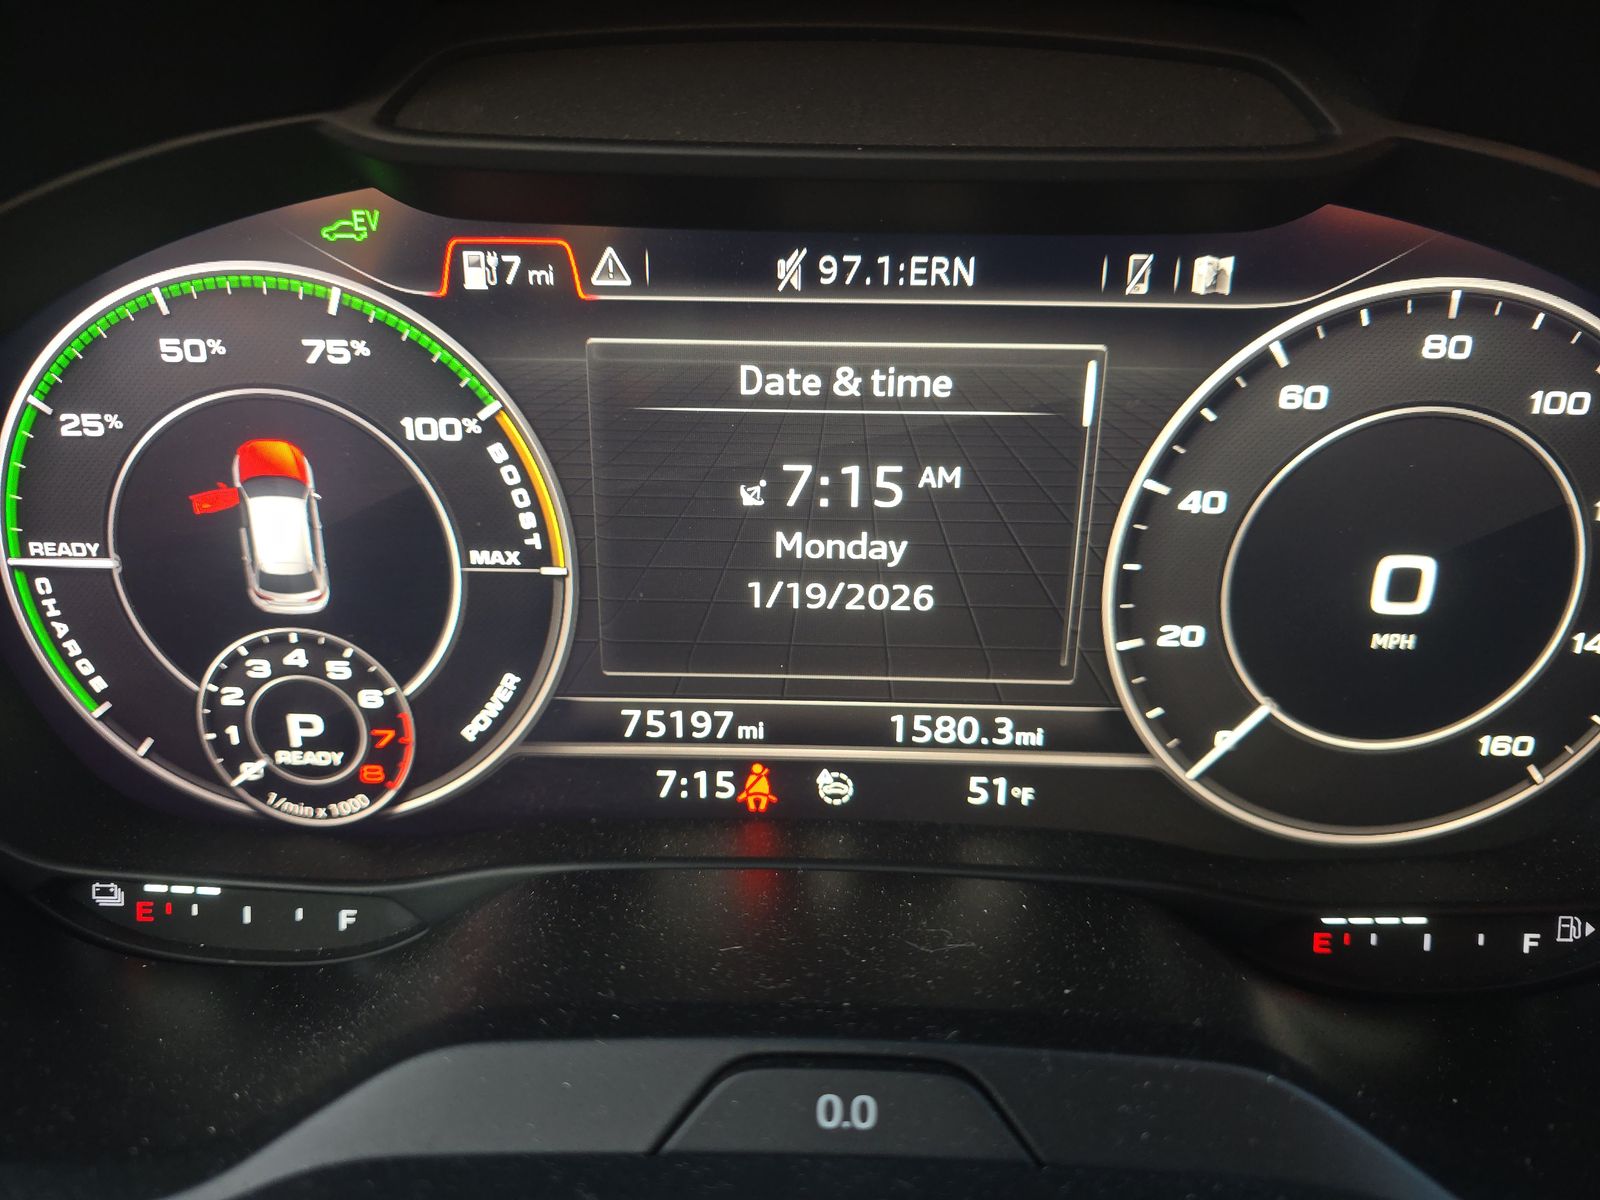 EV
7 mi
97.1:ERN
50%
75%
25%
100%
BOOST
READY
MAX
CHARGE
POWER
1
2
3
4
5
6
7
8
P
READY
1/min x 1000
Date & time
7:15 AM
Monday
1/19/2026
75197 mi
1580.3 mi
7:15
51°F
20
40
60
80
100
160
0
MPH
E
F
E
F
0.0